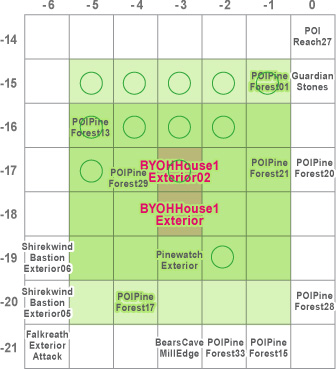 -6 -5 -4 -3 -2 -1 0
-14
POI
Reach27
-15
POIPine
Forest01
Guardian
Stones
-16
POIPine
Forest13
-17
POIPine
Forest29
BYOHHouse1
Exterior02
POIPine
Forest21
POIPine
Forest20
-18
BYOHHouse1
Exterior
-19
Shirekwind
Bastion
Exterior06
Pinewatch
Exterior
-20
Shirekwind
Bastion
Exterior05
POIPine
Forest17
POIPine
Forest28
-21
Falkreath
Exterior
Attack
BearsCave
MillEdge
POIPine
Forest33
POIPine
Forest15